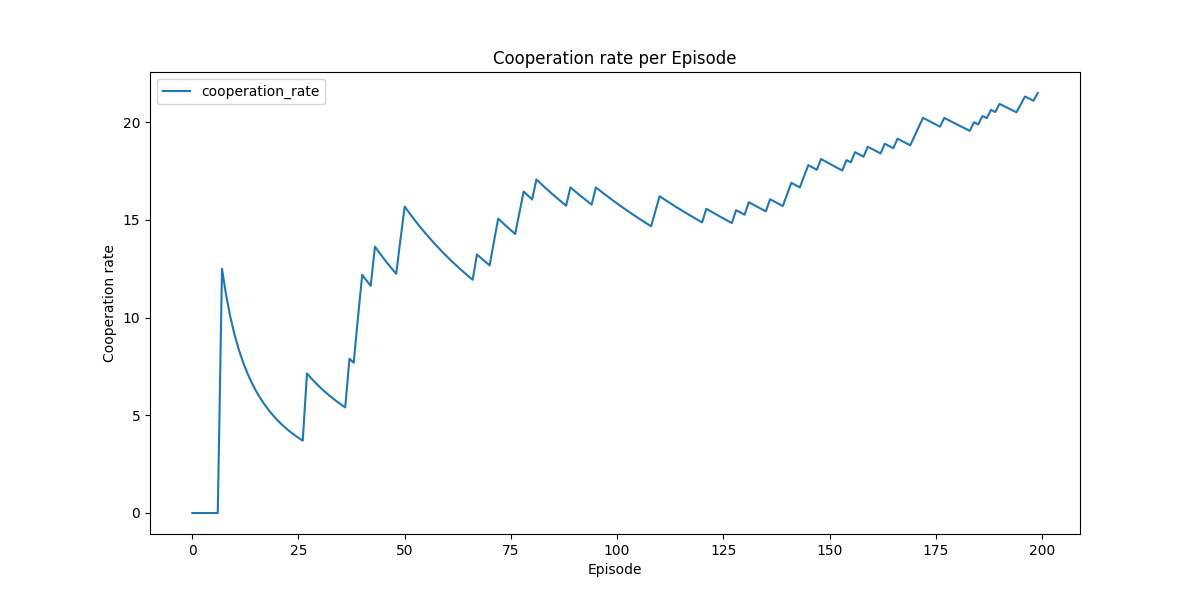 Cooperation rate per Episode
cooperation_rate
Cooperation rate
20
15
10
5
0
0 25 50 75 100 125 150 175 200
Episode